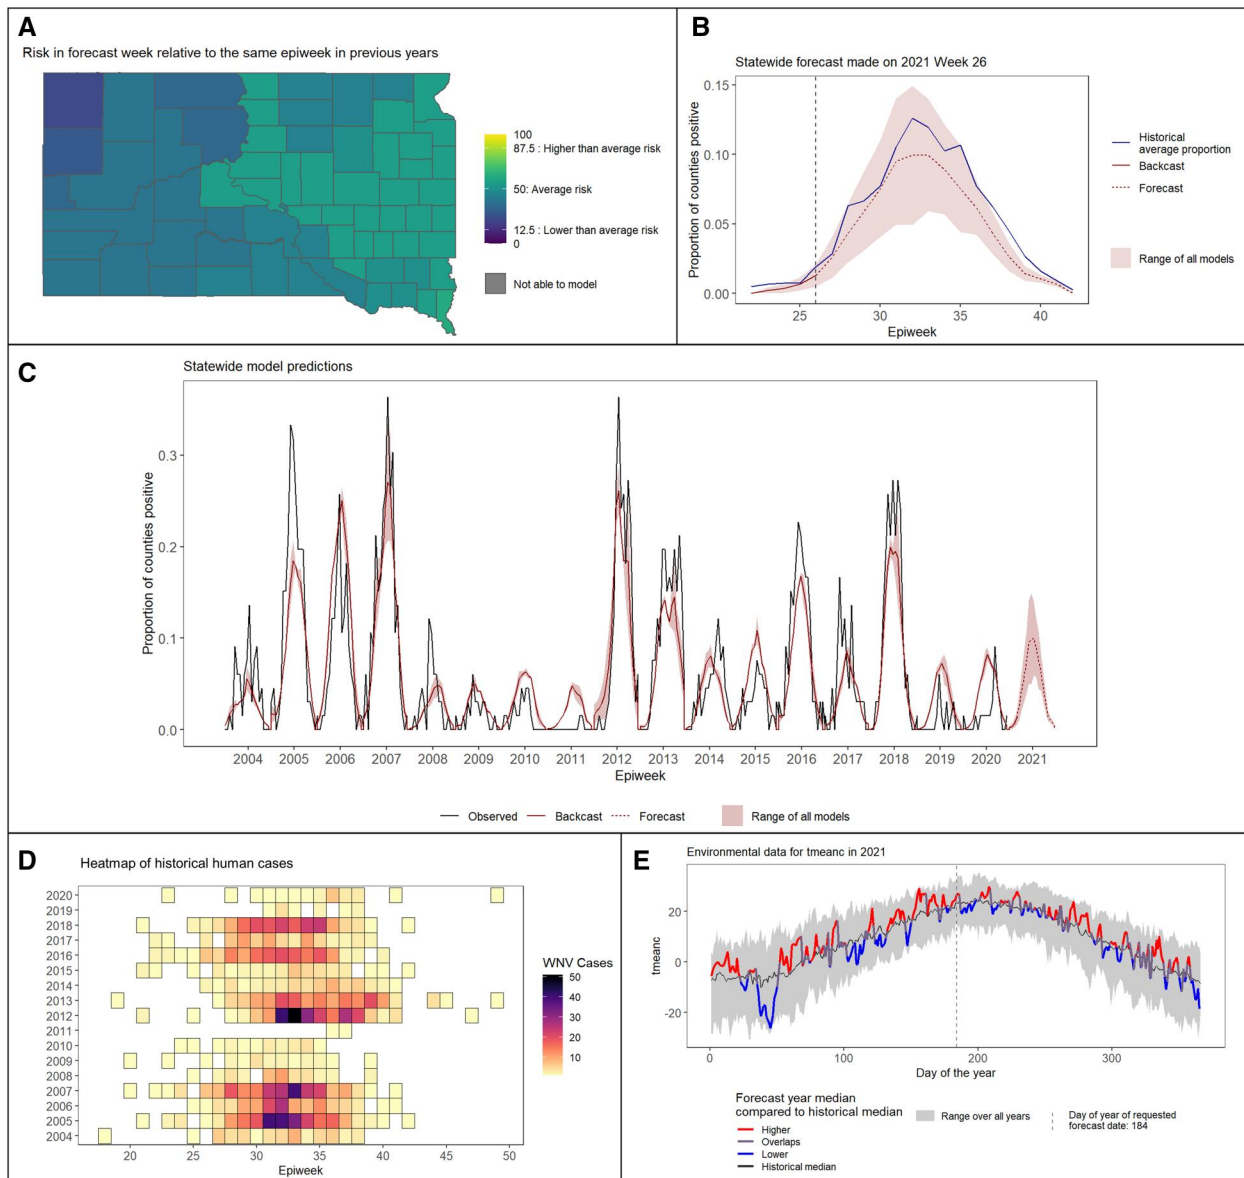 A
Risk in forecast week relative to the same epiweek in previous years
100
87.5 : Higher than average risk
50: Average risk
12.5 : Lower than average risk
0
Not able to model
B
Statewide forecast made on 2021 Week 26
Proportion of counties positive
0.15
0.10
0.05
0.00
25
30
35
40
Epiweek
Historical
average proportion
Backcast
Forecast
Range of all models
C
Statewide model predictions
Proportion of counties positive
0.3
0.2
0.1
0.0
2004
2005
2006
2007
2008
2009
2010
2011
2012
2013
2014
2015
2016
2017
2018
2019
2020
2021
Epiweek
Observed
Backcast
Forecast
Range of all models
D
Heatmap of historical human cases
2020
2019
2018
2017
2016
2015
2014
2013
2012
2011
2010
2009
2008
2007
2006
2005
2004
20
25
30
35
40
45
50
Epiweek
WNV Cases
50
40
30
20
10
E
Environmental data for tmeanc in 2021
tmeanc
20
0
-20
0
100
200
300
Day of the year
Forecast year median
compared to historical median
Higher
Overlaps
Lower
Historical median
Range over all years
Day of year of requested
forecast date: 184